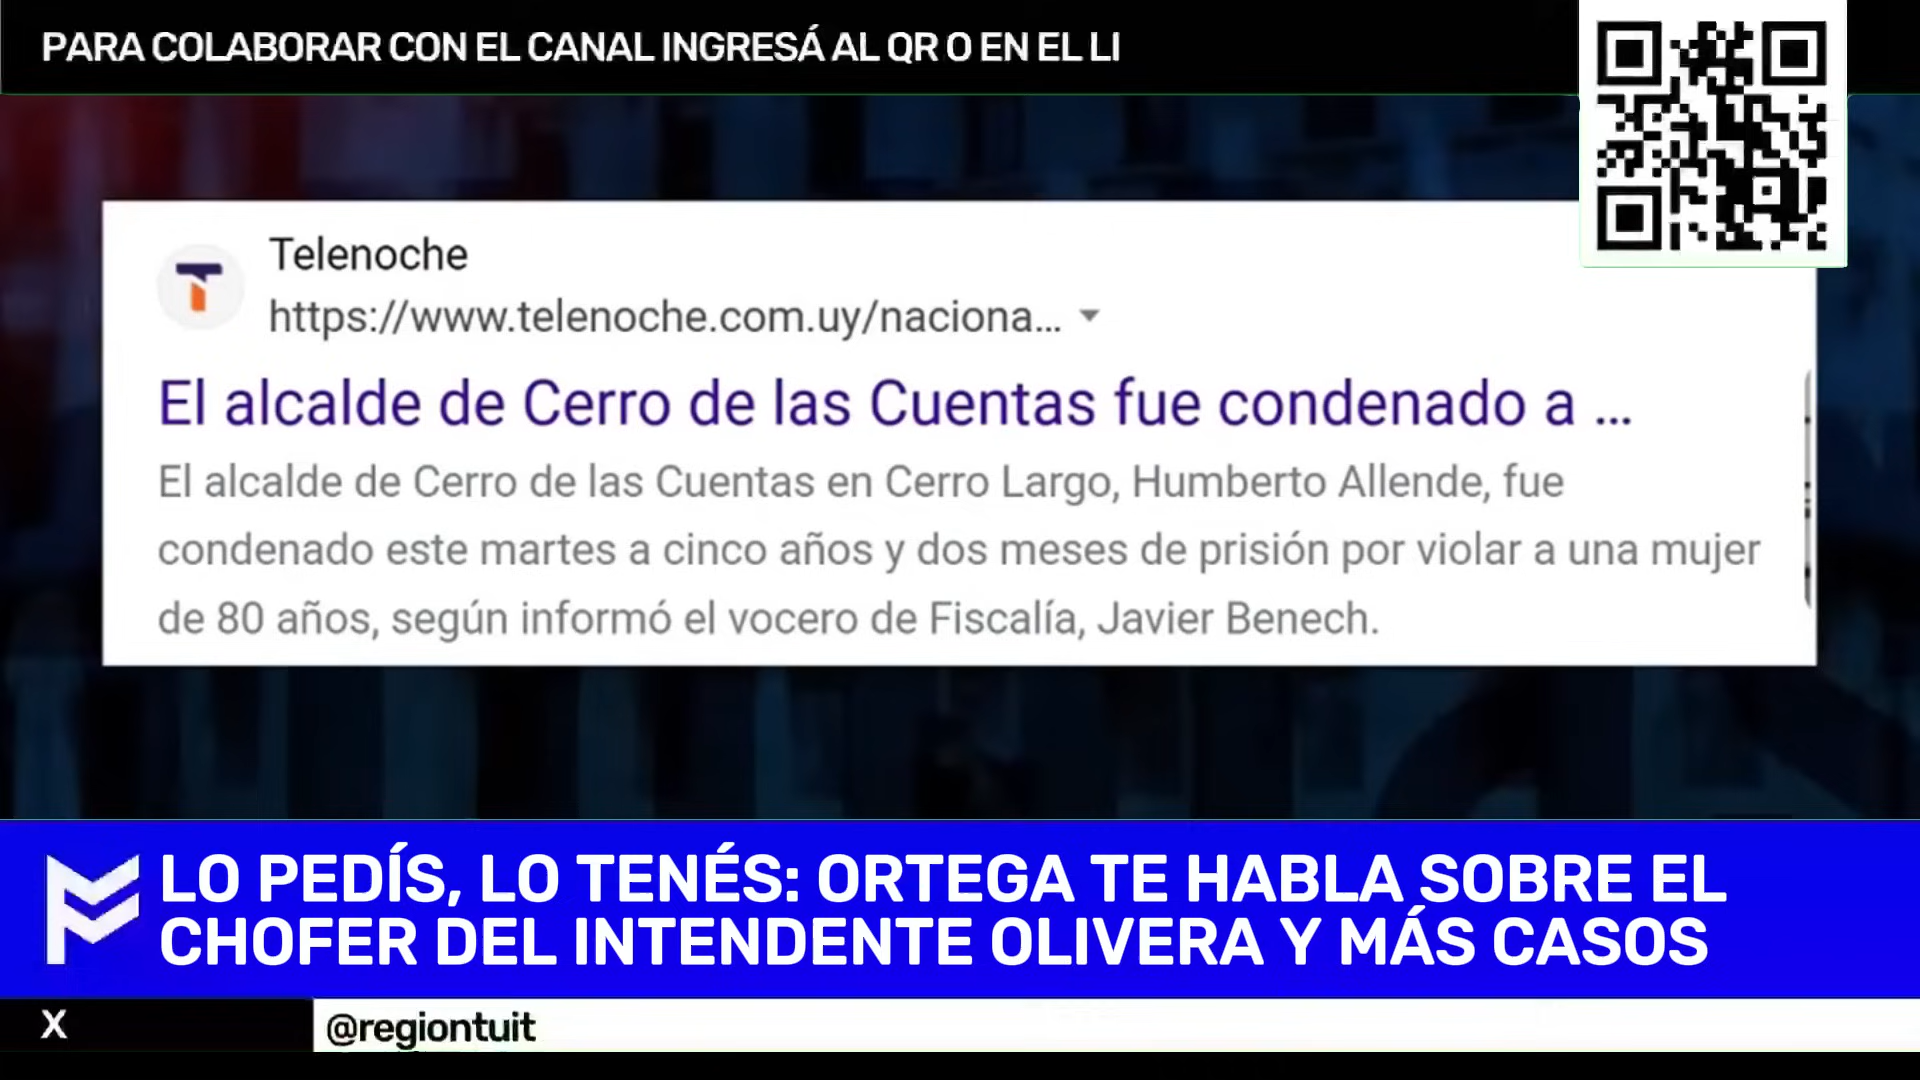 PARA COLABORAR CON EL CANAL INGRESÁ AL QR O EN EL LI
Telenoche
https://www.telenoche.com.uy/naciona...
El alcalde de Cerro de las Cuentas fue condenado a ...
El alcalde de Cerro de las Cuentas en Cerro Largo, Humberto Allende, fue
condenado este martes a cinco años y dos meses de prisión por violar a una mujer
de 80 años, según informó el vocero de Fiscalía, Javier Benech.
LO PEDÍS, LO TENÉS: ORTEGA TE HABLA SOBRE EL
CHOFER DEL INTENDENTE OLIVERA Y MÁS CASOS
X
@regiontuit